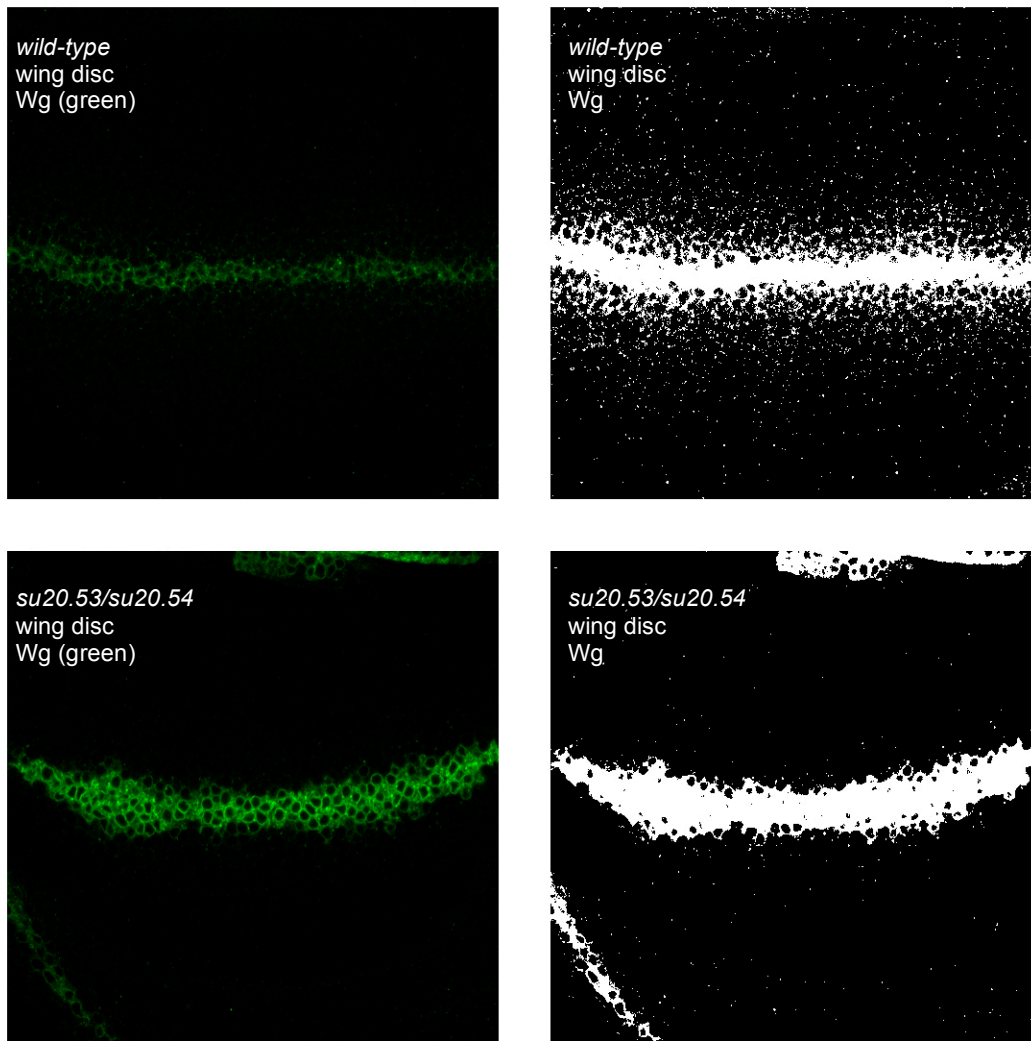 wild-type
wing disc
Wg (green)
wild-type
wing disc
Wg
su20.53/su20.54
wing disc
Wg (green)
su20.53/su20.54
wing disc
Wg